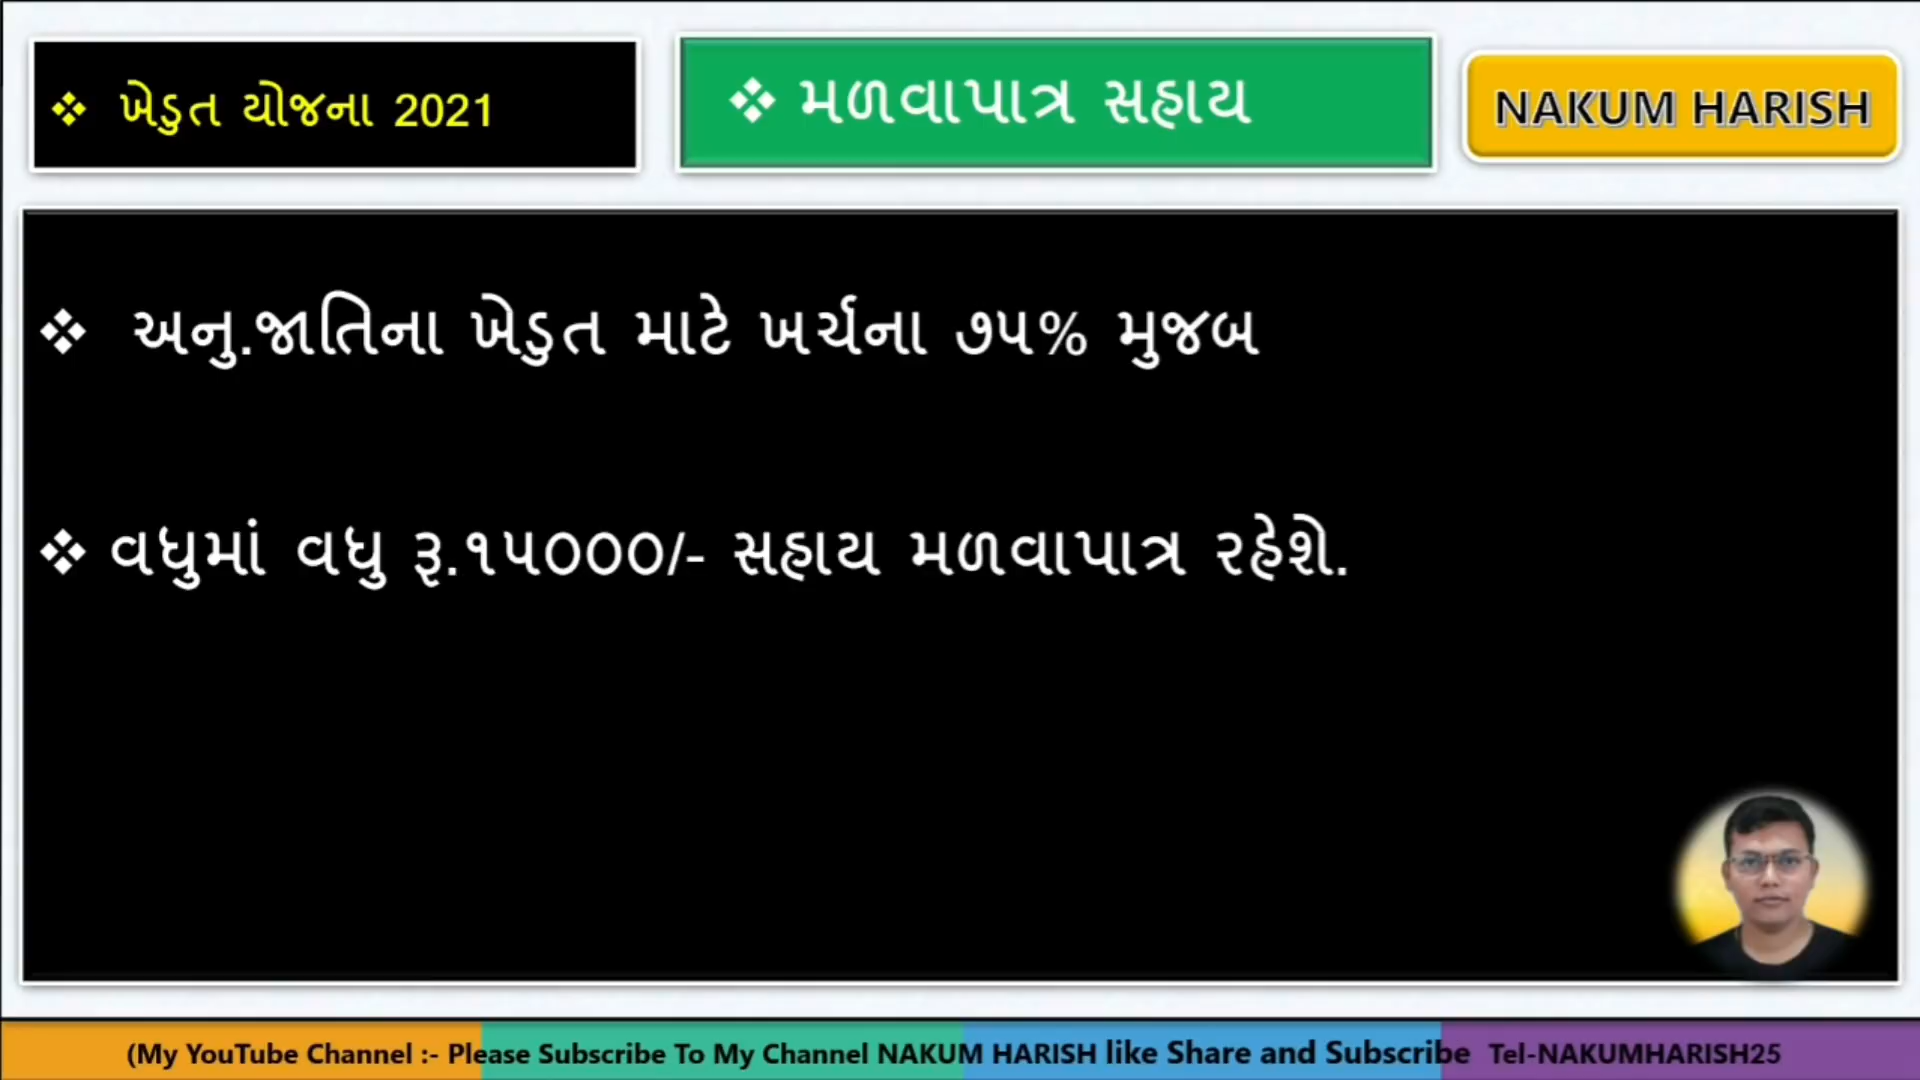 ❖ ખેડુત યોજના 2021
❖ મળવાપાત્ર સહાય
NAKUM HARISH
❖ અનુ.જાતિના ખેડુત માટે ખર્ચના ૭૫% મુજબ
❖ વધુમાં વધુ રૂ.૧૫૦૦૦/- સહાય મળવાપાત્ર રહેશે.
(My YouTube Channel :- Please Subscribe To My Channel NAKUM HARISH like Share and Subscribe Tel-NAKUMHARISH25